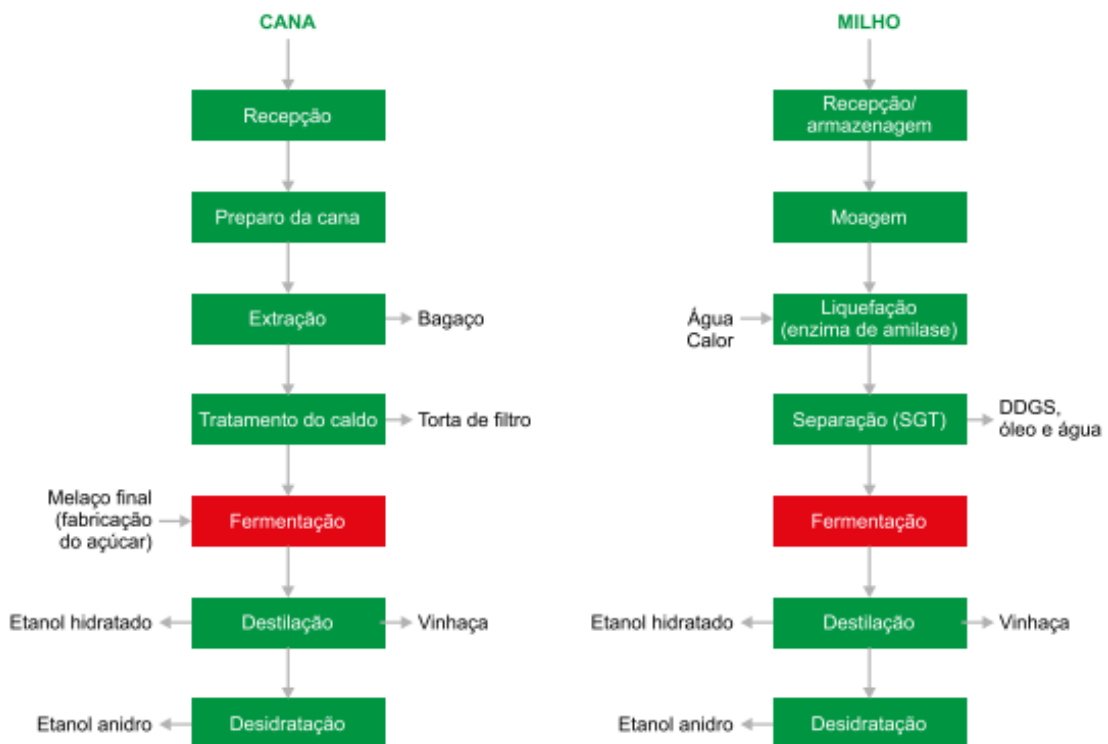 CANA
Recepção
Preparo da cana
Extração
Bagaço
Tratamento do caldo
Torta de filtro
Melaço final
(fabricação
do açúcar)
Fermentação
Etanol hidratado
Destilação
Vinhaça
Etanol anidro
Desidratação
MILHO
Recepção/
armazenagem
Moagem
Água
Calor
Liquefação
(enzima de amilase)
Separação (SGT)
DDGS,
óleo e água
Fermentação
Etanol hidratado
Destilação
Vinhaça
Etanol anidro
Desidratação